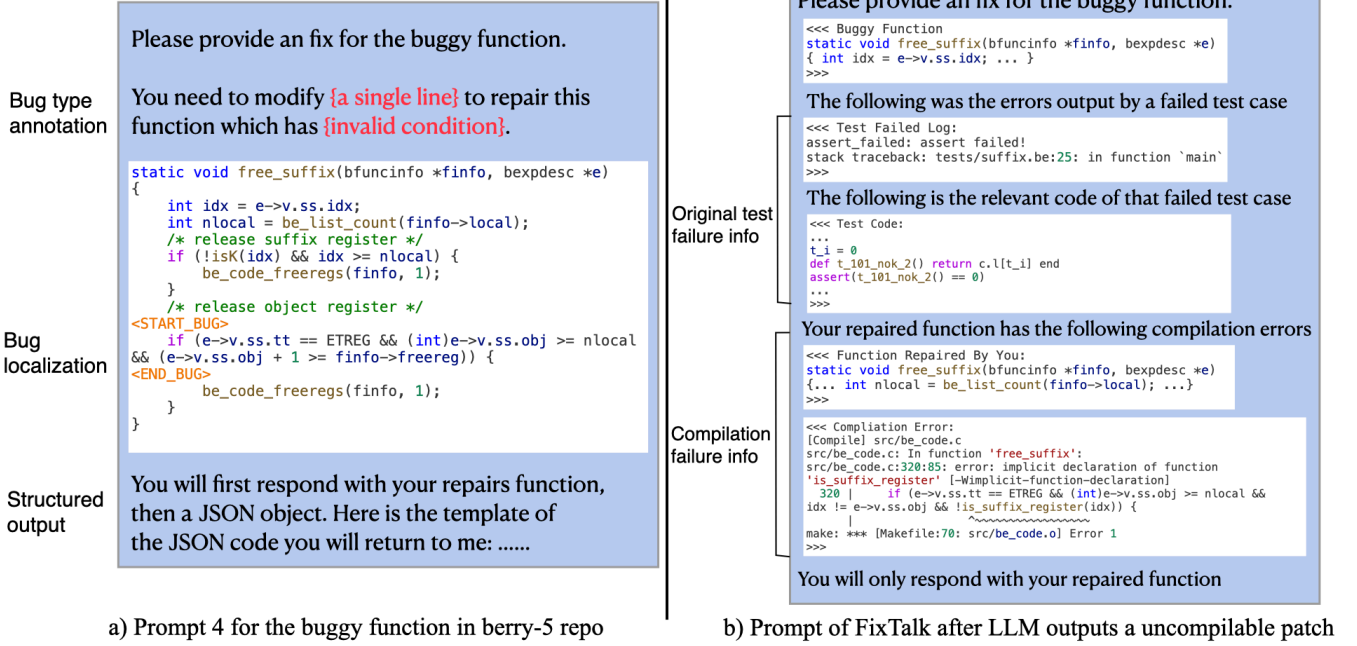 Please provide an fix for the buggy function.
You need to modify {a single line} to repair this
function which has {invalid condition}.
Bug type
annotation
static void free_suffix(bfuncinfo *finfo, bexpdesc *e)
{
    int idx = e->v.ss.idx;
    int nlocal = be_list_count(finfo->local);
    /* release suffix register */
    if (!isK(idx) && idx >= nlocal) {
        be_code_freeregs(finfo, 1);
    }
    /* release object register */
<START_BUG>
    if (e->v.ss.tt == ETREG && (int)e->v.ss.obj >= nlocal
&& (e->v.ss.obj + 1 >= finfo->freereg)) {
<END_BUG>
        be_code_freeregs(finfo, 1);
    }
}
Bug
localization
You will first respond with your repairs function,
then a JSON object. Here is the template of
the JSON code you will return to me: ......
Structured
output
a) Prompt 4 for the buggy function in berry-5 repo
Please provide an fix for the buggy function.
<<< Buggy Function
static void free_suffix(bfuncinfo *finfo, bexpdesc *e)
{ int idx = e->v.ss.idx; ... }
>>>
The following was the errors output by a failed test case
<<< Test Failed Log:
assert_failed: assert failed!
stack traceback: tests/suffix.be:25: in function `main`
>>>
The following is the relevant code of that failed test case
<<< Test Code:
...
t_i = 0
def t_101_nok_2() return c.l[t_i] end
assert(t_101_nok_2() == 0)
...
>>>
Original test
failure info
Your repaired function has the following compilation errors
<<< Function Repaired By You:
static void free_suffix(bfuncinfo *finfo, bexpdesc *e)
{... int nlocal = be_list_count(finfo->local); ...}
>>>
<<< Compliation Error:
[Compile] src/be_code.c
src/be_code.c: In function 'free_suffix':
src/be_code.c:320:85: error: implicit declaration of function
'is_suffix_register' [-Wimplicit-function-declaration]
  320 |     if (e->v.ss.tt == ETREG && (int)e->v.ss.obj >= nlocal &&
idx != e->v.ss.obj && !is_suffix_register(idx)) {
      |               ^~~~~~~~~~~~~~~~~~
make: *** [Makefile:70: src/be_code.o] Error 1
>>>
Compilation
failure info
You will only respond with your repaired function
b) Prompt of FixTalk after LLM outputs a uncompilable patch